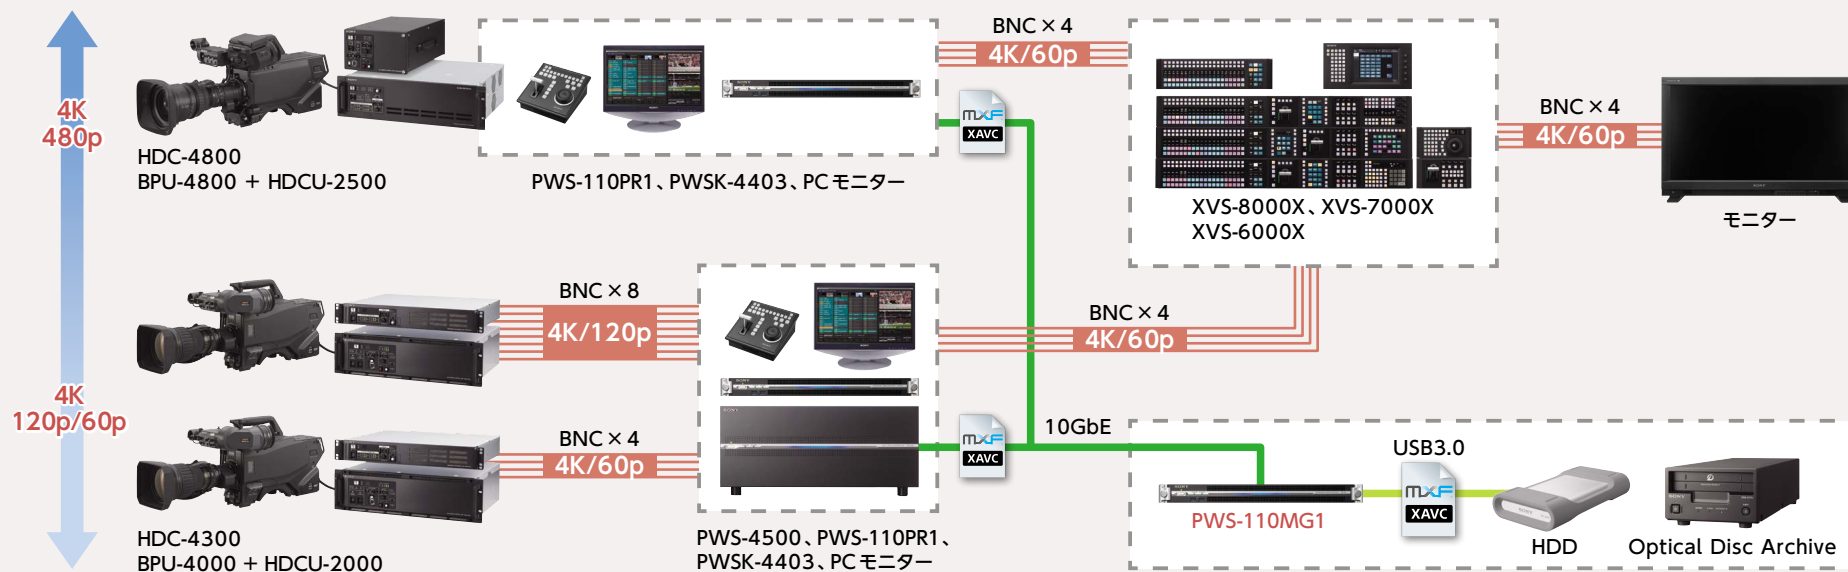 4K
480p
HDC-4800
BPU-4800 + HDCU-2500
PWS-110PR1、PWSK-4403、PCモニター
BNC×4
4K/60p
MXF
XAVC
XVS-8000X、XVS-7000X
XVS-6000X
BNC×4
4K/60p
モニター
4K
120p/60p
BNC×8
4K/120p
BNC×4
4K/60p
HDC-4300
BPU-4000 + HDCU-2000
BNC×4
4K/60p
SONY
PWS-4500、PWS-110PR1、
PWSK-4403、PCモニター
MXF
XAVC
10GbE
PWS-110MG1
USB3.0
MXF
XAVC
HDD
Optical Disc Archive